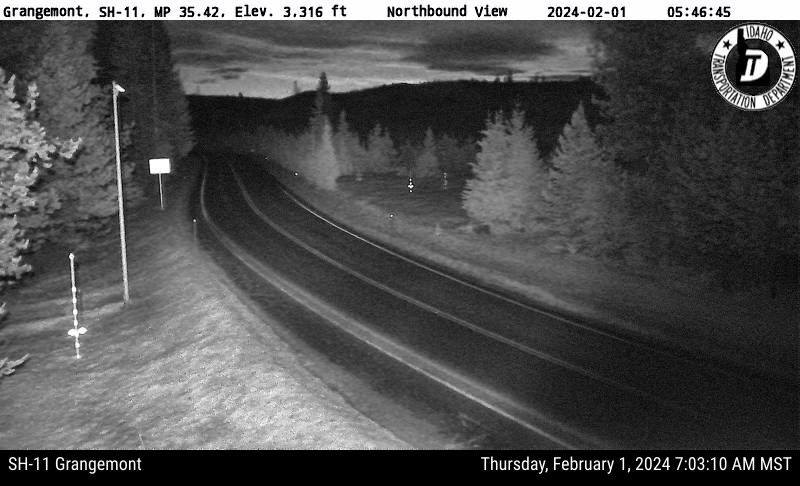 Grangemont, SH-11, MP 35.42, Elev. 3,316 ft Northbound View 2024-02-01 05:46:45
IDAHO
TRANSPORTATION DEPARTMENT
SH-11 Grangemont Thursday, February 1, 2024 7:03:10 AM MST